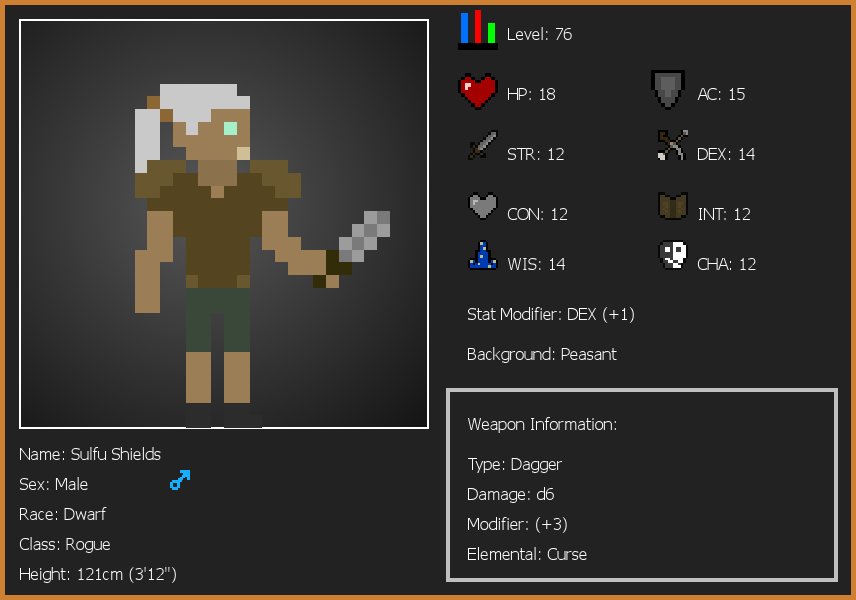 Level: 76
HP: 18
AC: 15
STR: 12
DEX: 14
CON: 12
INT: 12
WIS: 14
CHA: 12
Stat Modifier: DEX (+1)
Background: Peasant
Weapon Information:
Type: Dagger
Damage: d6
Modifier: (+3)
Elemental: Curse
Name: Sulfu Shields
Sex: Male
Race: Dwarf
Class: Rogue
Height: 121cm (3'12")